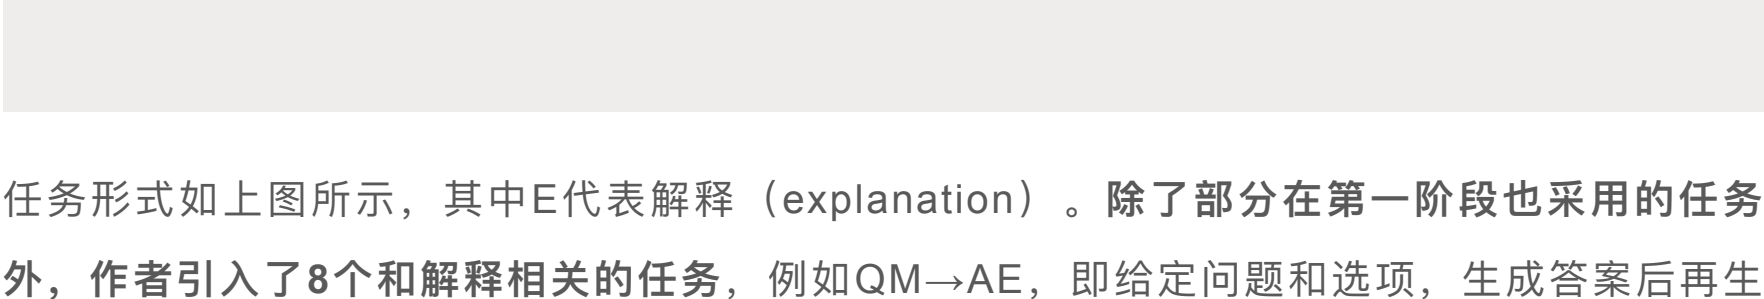 任务形式如上图所示，其中E代表解释（explanation）。除了部分在第一阶段也采用的任务
外，作者引入了8个和解释相关的任务，例如QM→AE，即给定问题和选项，生成答案后再生